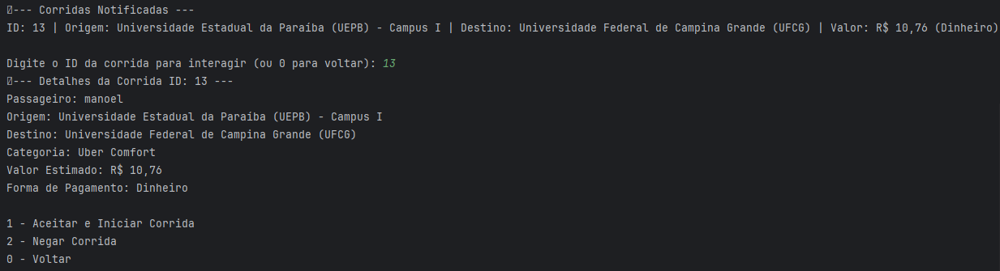 --- Corridas Notificadas ---
ID: 13 | Origem: Universidade Estadual da Paraíba (UEPB) - Campus I | Destino: Universidade Federal de Campina Grande (UFCG) | Valor: R$ 10,76 (Dinheiro)
Digite o ID da corrida para interagir (ou 0 para voltar): 13
--- Detalhes da Corrida ID: 13 ---
Passageiro: manoel
Origem: Universidade Estadual da Paraíba (UEPB) - Campus I
Destino: Universidade Federal de Campina Grande (UFCG)
Categoria: Uber Comfort
Valor Estimado: R$ 10,76
Forma de Pagamento: Dinheiro
1 - Aceitar e Iniciar Corrida
2 - Negar Corrida
0 - Voltar